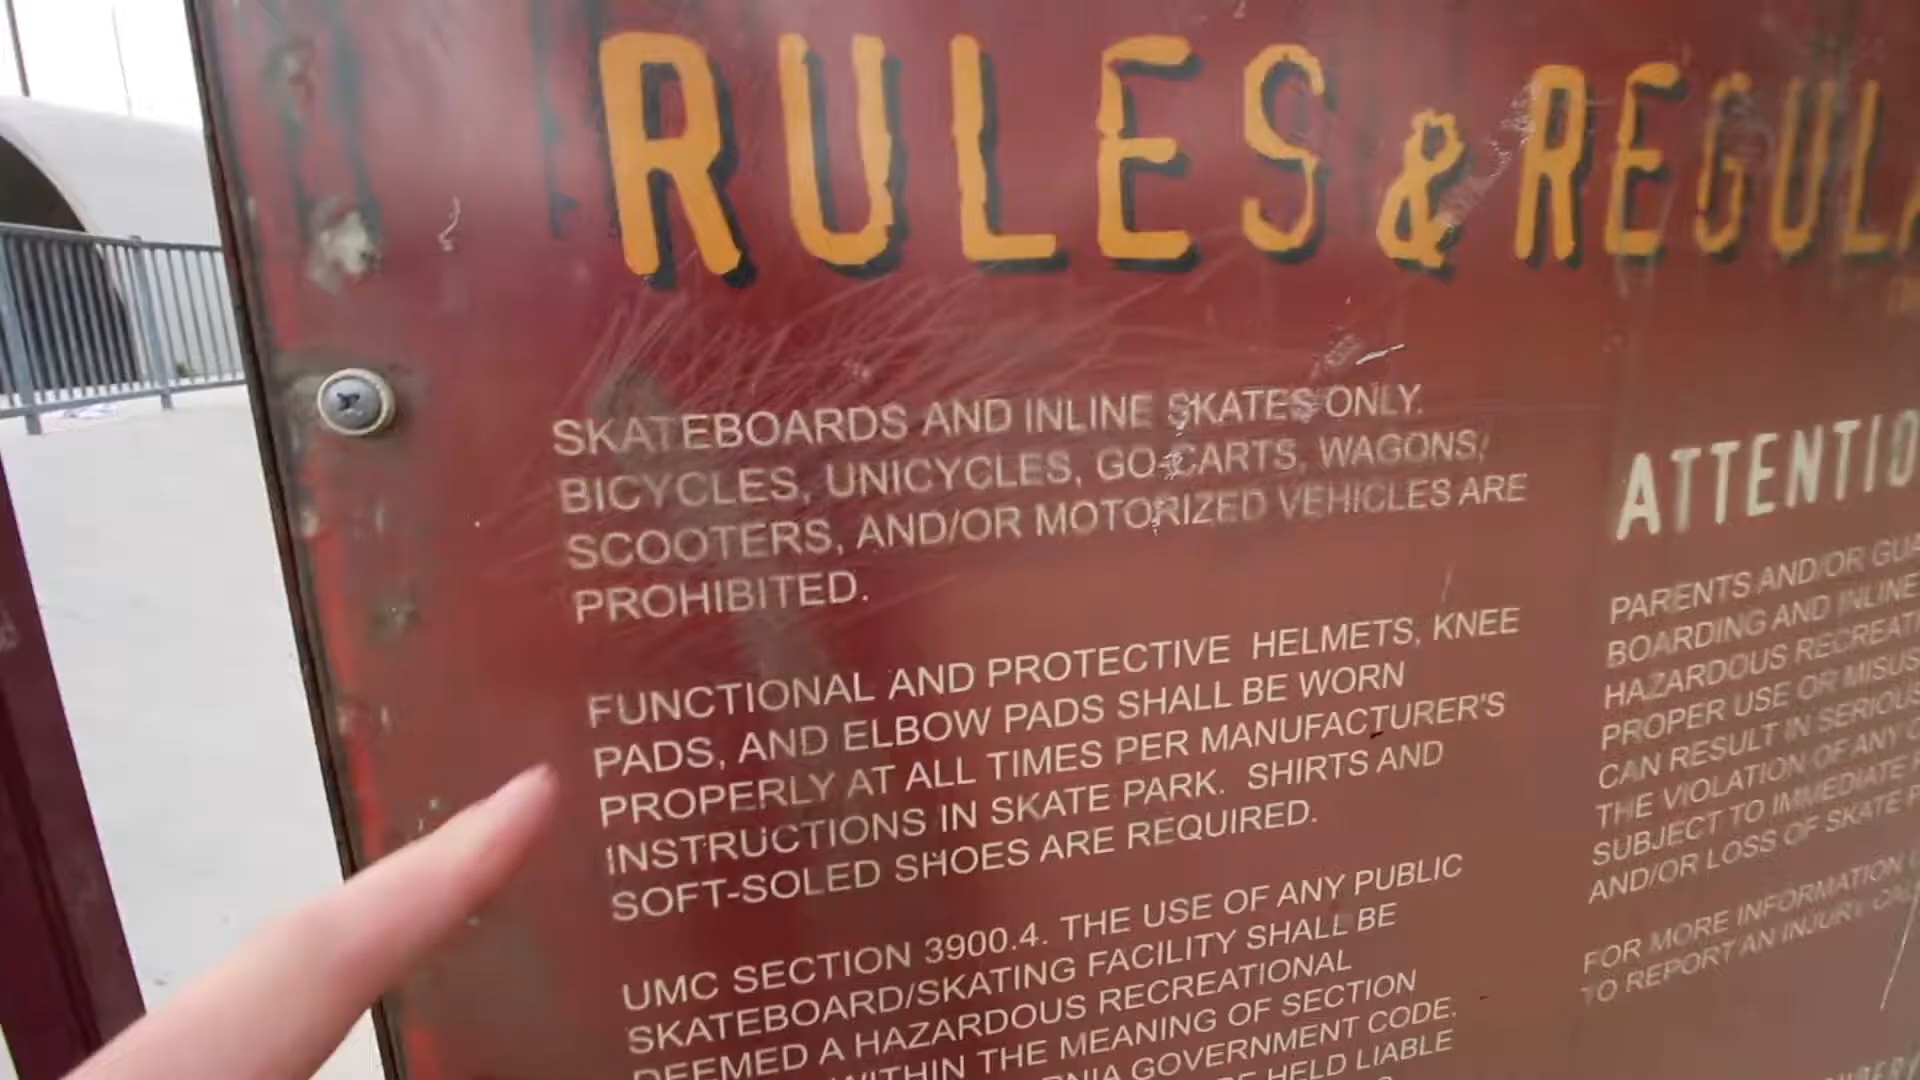 RULES & REGUL
SKATEBOARDS AND INLINE SKATES ONLY.
BICYCLES, UNICYCLES, GO-CARTS, WAGONS,
SCOOTERS, AND/OR MOTORIZED VEHICLES ARE
PROHIBITED.
FUNCTIONAL AND PROTECTIVE HELMETS, KNEE
PADS, AND ELBOW PADS SHALL BE WORN
PROPERLY AT ALL TIMES PER MANUFACTURER'S
INSTRUCTIONS IN SKATE PARK. SHIRTS AND
SOFT-SOLED SHOES ARE REQUIRED.
UMC SECTION 3900.4. THE USE OF ANY PUBLIC
SKATEBOARD/SKATING FACILITY SHALL BE
DEEMED A HAZARDOUS RECREATIONAL
WITHIN THE MEANING OF SECTION
GOVERNMENT CODE.
HELD LIABLE
ATTENTIO
PARENTS AND/OR GUA
BOARDING AND INLINE
HAZARDOUS RECREATI
PROPER USE OR MISUS
CAN RESULT IN SERIOUS
THE VIOLATION OF ANY O
SUBJECT TO IMMEDIATE
AND/OR LOSS OF SKATE P
FOR MORE INFORMATION
TO REPORT AN INJURY CAL